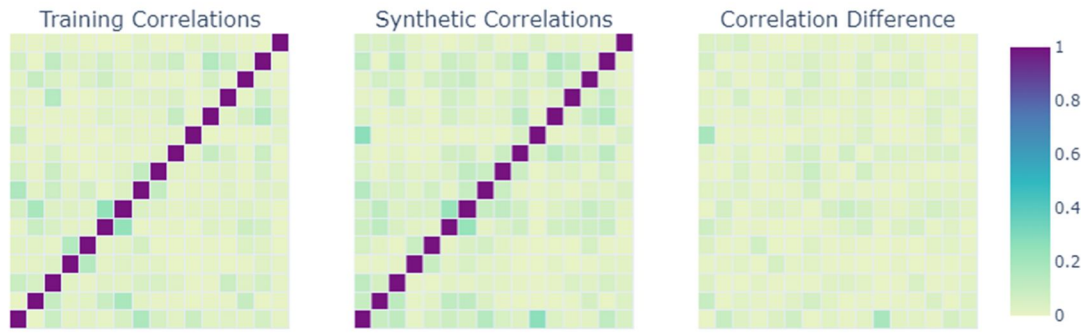 Training Correlations
Synthetic Correlations
Correlation Difference
1
0.8
0.6
0.4
0.2
0